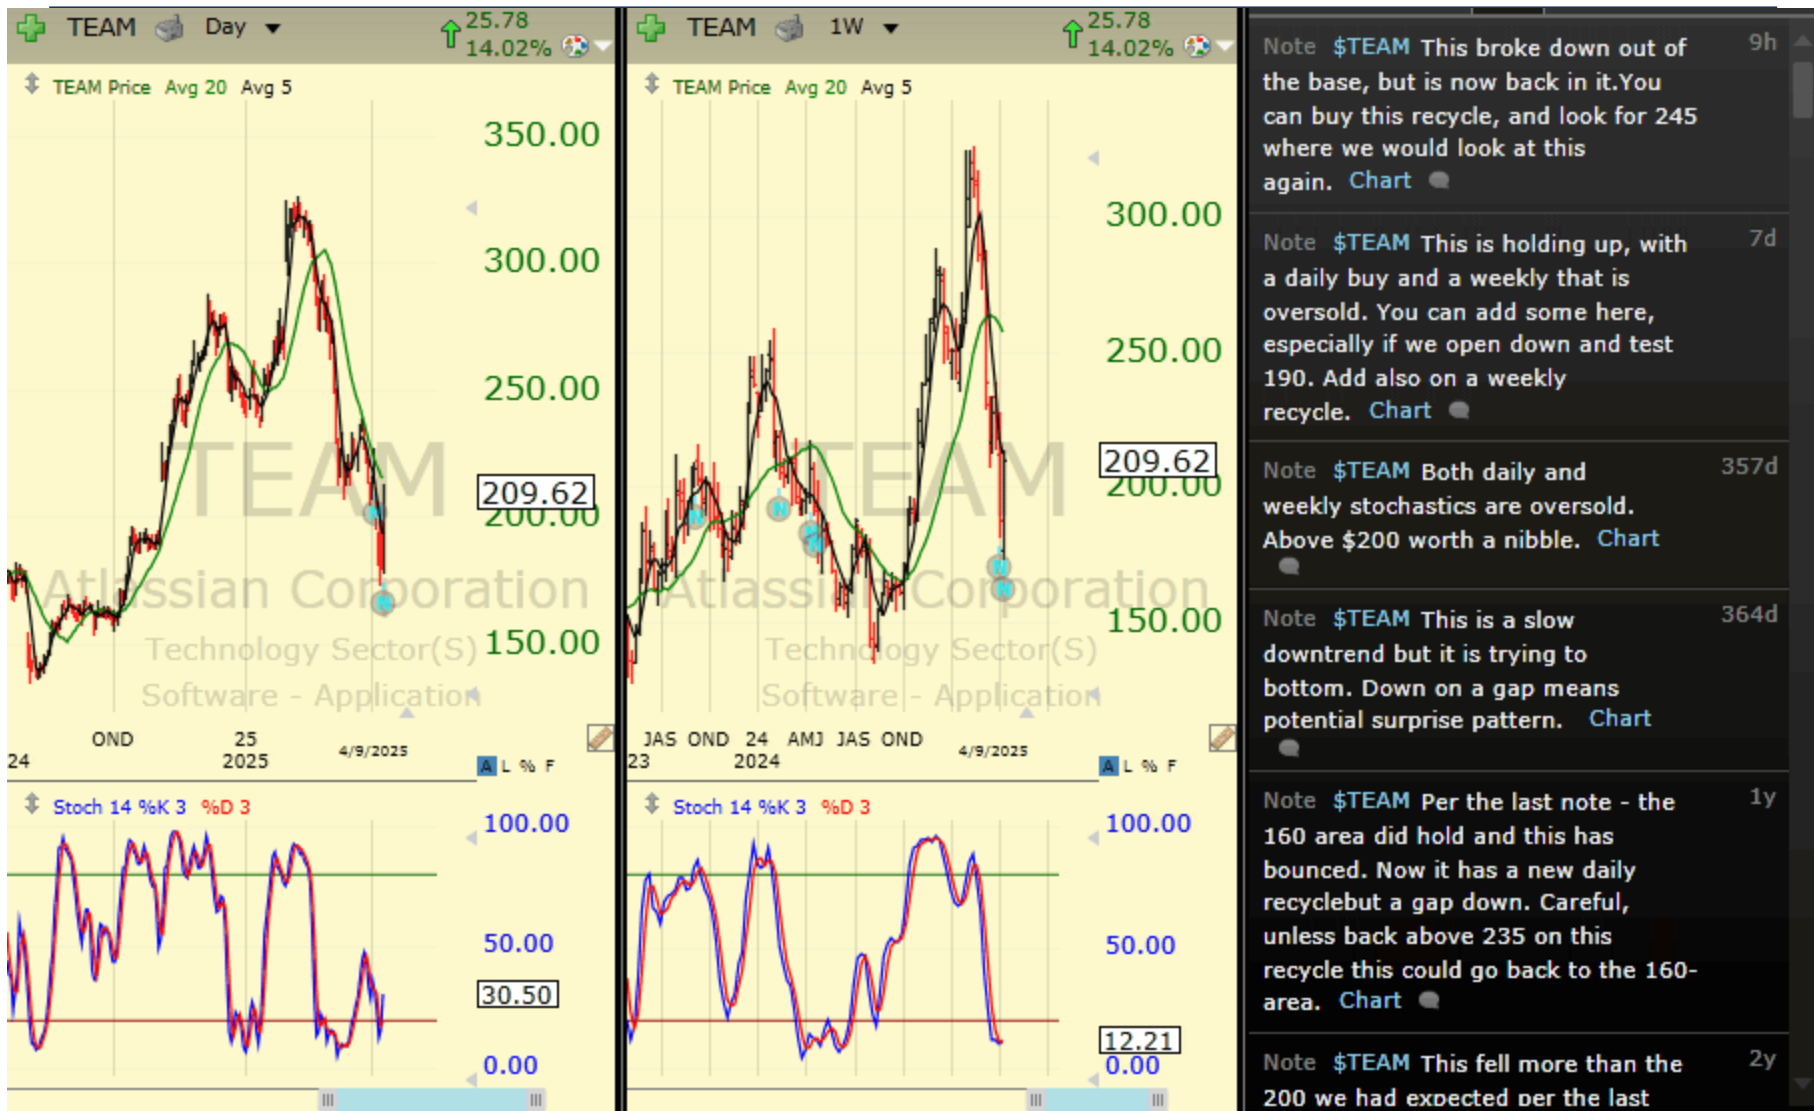 TEAM Day 25.78
14.02%
TEAM Price Avg 20 Avg 5
350.00
300.00
250.00
TEAM
209.62
200.00
N
Atlassian Corporation
N
Technology Sector(S)
150.00
Software - Application
OND 25 4/9/2025
24 2025
A L % F
Stoch 14 %K 3 %D 3
100.00
50.00
30.50
0.00
TEAM 1W 25.78
14.02%
TEAM Price Avg 20 Avg 5
300.00
250.00
TEAM
209.62
200.00
N N N N
N
N
Atlassian Corporation
150.00
Technology Sector(S)
Software - Application
JAS OND 24 AMJ JAS OND 4/9/2025
23 2024
A L % F
Stoch 14 %K 3 %D 3
100.00
50.00
12.21
0.00
Note $TEAM This broke down out of 9h
the base, but is now back in it.You
can buy this recycle, and look for 245
where we would look at this
again. Chart
Note $TEAM This is holding up, with 7d
a daily buy and a weekly that is
oversold. You can add some here,
especially if we open down and test
190. Add also on a weekly
recycle. Chart
Note $TEAM Both daily and 357d
weekly stochastics are oversold.
Above $200 worth a nibble. Chart
Note $TEAM This is a slow 364d
downtrend but it is trying to
bottom. Down on a gap means
potential surprise pattern. Chart
Note $TEAM Per the last note - the 1y
160 area did hold and this has
bounced. Now it has a new daily
recyclebut a gap down. Careful,
unless back above 235 on this
recycle this could go back to the 160-
area. Chart
Note $TEAM This fell more than the 2y
200 we had expected per the last